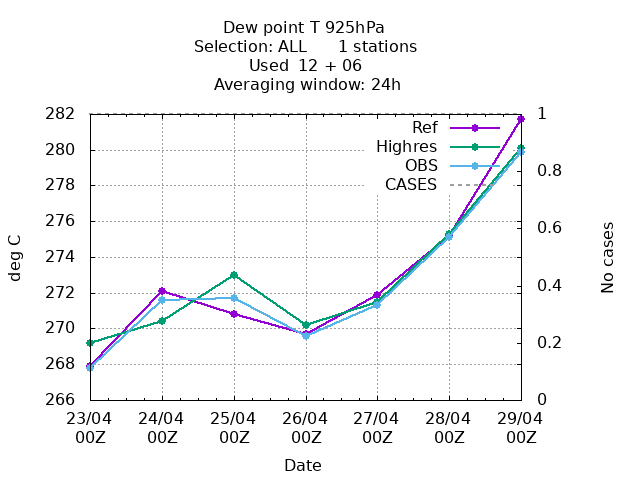 Dew point T 925hPa
Selection: ALL      1 stations
Used  12 + 06
Averaging window: 24h
282
280
278
276
274
272
270
268
266
1
0.8
0.6
0.4
0.2
0
deg C
No cases
Ref
Highres
OBS
CASES
23/04 24/04 25/04 26/04 27/04 28/04 29/04
00Z 00Z 00Z 00Z 00Z 00Z 00Z
Date